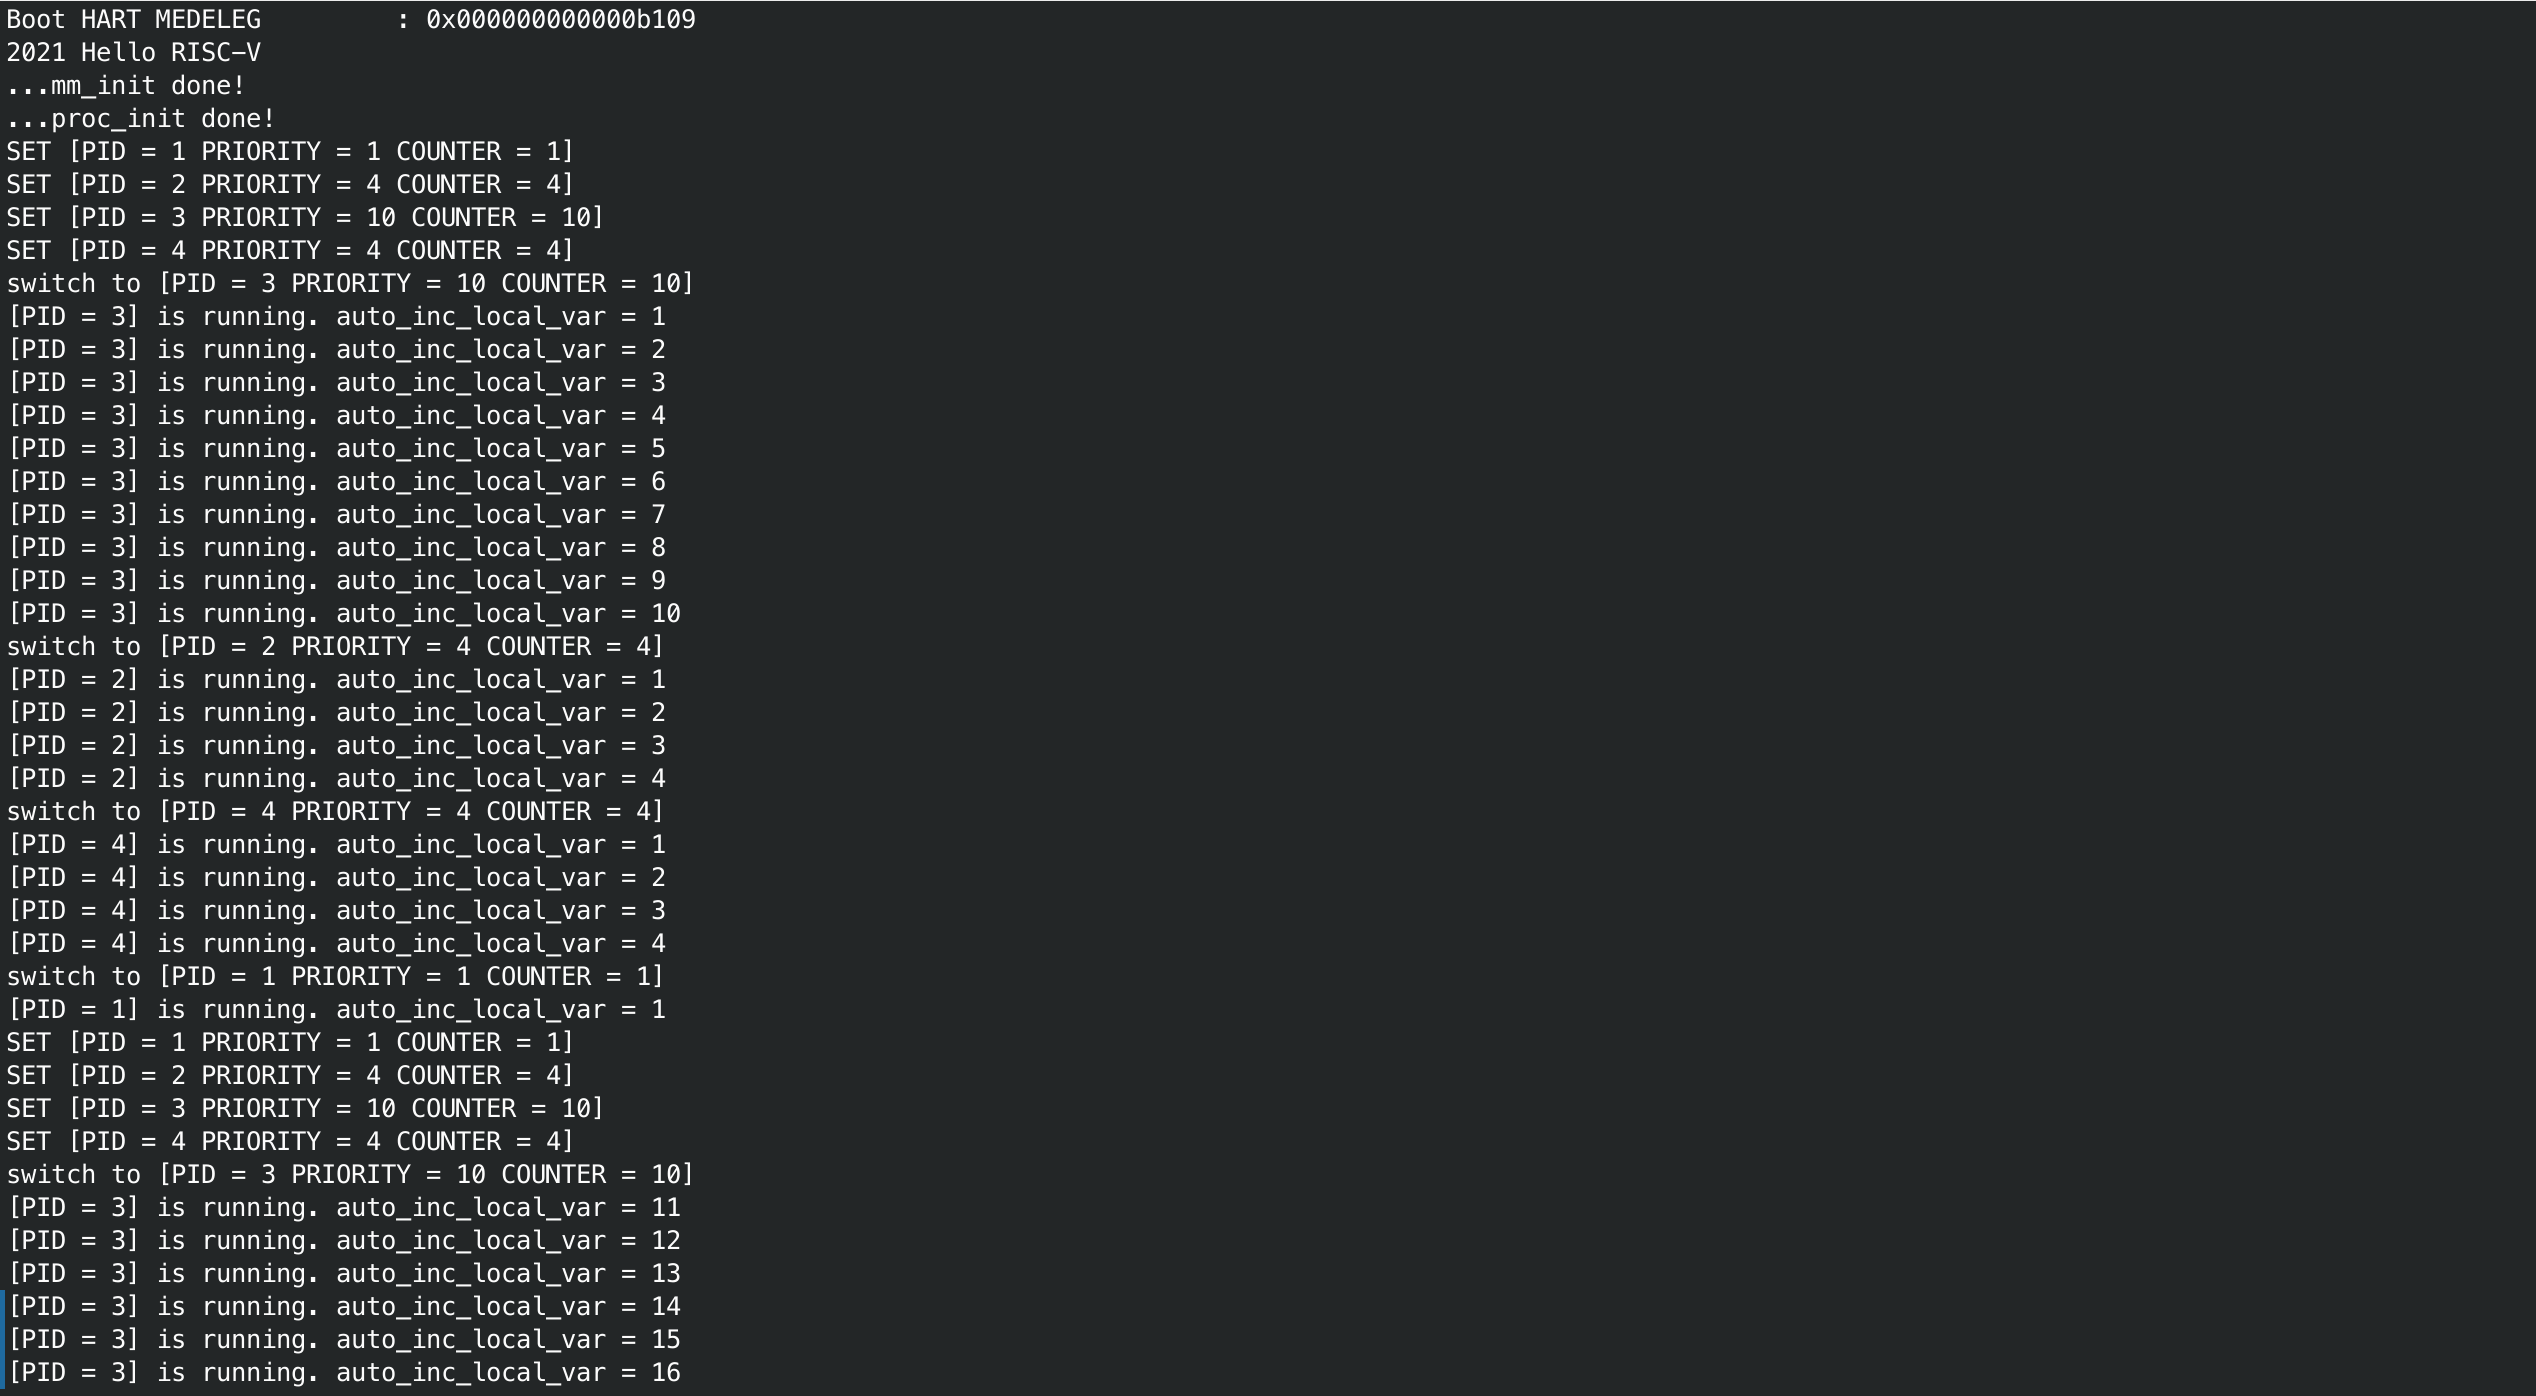 Boot HART MEDELEG         : 0x000000000000b109
2021 Hello RISC-V
...mm_init done!
...proc_init done!
SET [PID = 1 PRIORITY = 1 COUNTER = 1]
SET [PID = 2 PRIORITY = 4 COUNTER = 4]
SET [PID = 3 PRIORITY = 10 COUNTER = 10]
SET [PID = 4 PRIORITY = 4 COUNTER = 4]
switch to [PID = 3 PRIORITY = 10 COUNTER = 10]
[PID = 3] is running. auto_inc_local_var = 1
[PID = 3] is running. auto_inc_local_var = 2
[PID = 3] is running. auto_inc_local_var = 3
[PID = 3] is running. auto_inc_local_var = 4
[PID = 3] is running. auto_inc_local_var = 5
[PID = 3] is running. auto_inc_local_var = 6
[PID = 3] is running. auto_inc_local_var = 7
[PID = 3] is running. auto_inc_local_var = 8
[PID = 3] is running. auto_inc_local_var = 9
[PID = 3] is running. auto_inc_local_var = 10
switch to [PID = 2 PRIORITY = 4 COUNTER = 4]
[PID = 2] is running. auto_inc_local_var = 1
[PID = 2] is running. auto_inc_local_var = 2
[PID = 2] is running. auto_inc_local_var = 3
[PID = 2] is running. auto_inc_local_var = 4
switch to [PID = 4 PRIORITY = 4 COUNTER = 4]
[PID = 4] is running. auto_inc_local_var = 1
[PID = 4] is running. auto_inc_local_var = 2
[PID = 4] is running. auto_inc_local_var = 3
[PID = 4] is running. auto_inc_local_var = 4
switch to [PID = 1 PRIORITY = 1 COUNTER = 1]
[PID = 1] is running. auto_inc_local_var = 1
SET [PID = 1 PRIORITY = 1 COUNTER = 1]
SET [PID = 2 PRIORITY = 4 COUNTER = 4]
SET [PID = 3 PRIORITY = 10 COUNTER = 10]
SET [PID = 4 PRIORITY = 4 COUNTER = 4]
switch to [PID = 3 PRIORITY = 10 COUNTER = 10]
[PID = 3] is running. auto_inc_local_var = 11
[PID = 3] is running. auto_inc_local_var = 12
[PID = 3] is running. auto_inc_local_var = 13
[PID = 3] is running. auto_inc_local_var = 14
[PID = 3] is running. auto_inc_local_var = 15
[PID = 3] is running. auto_inc_local_var = 16